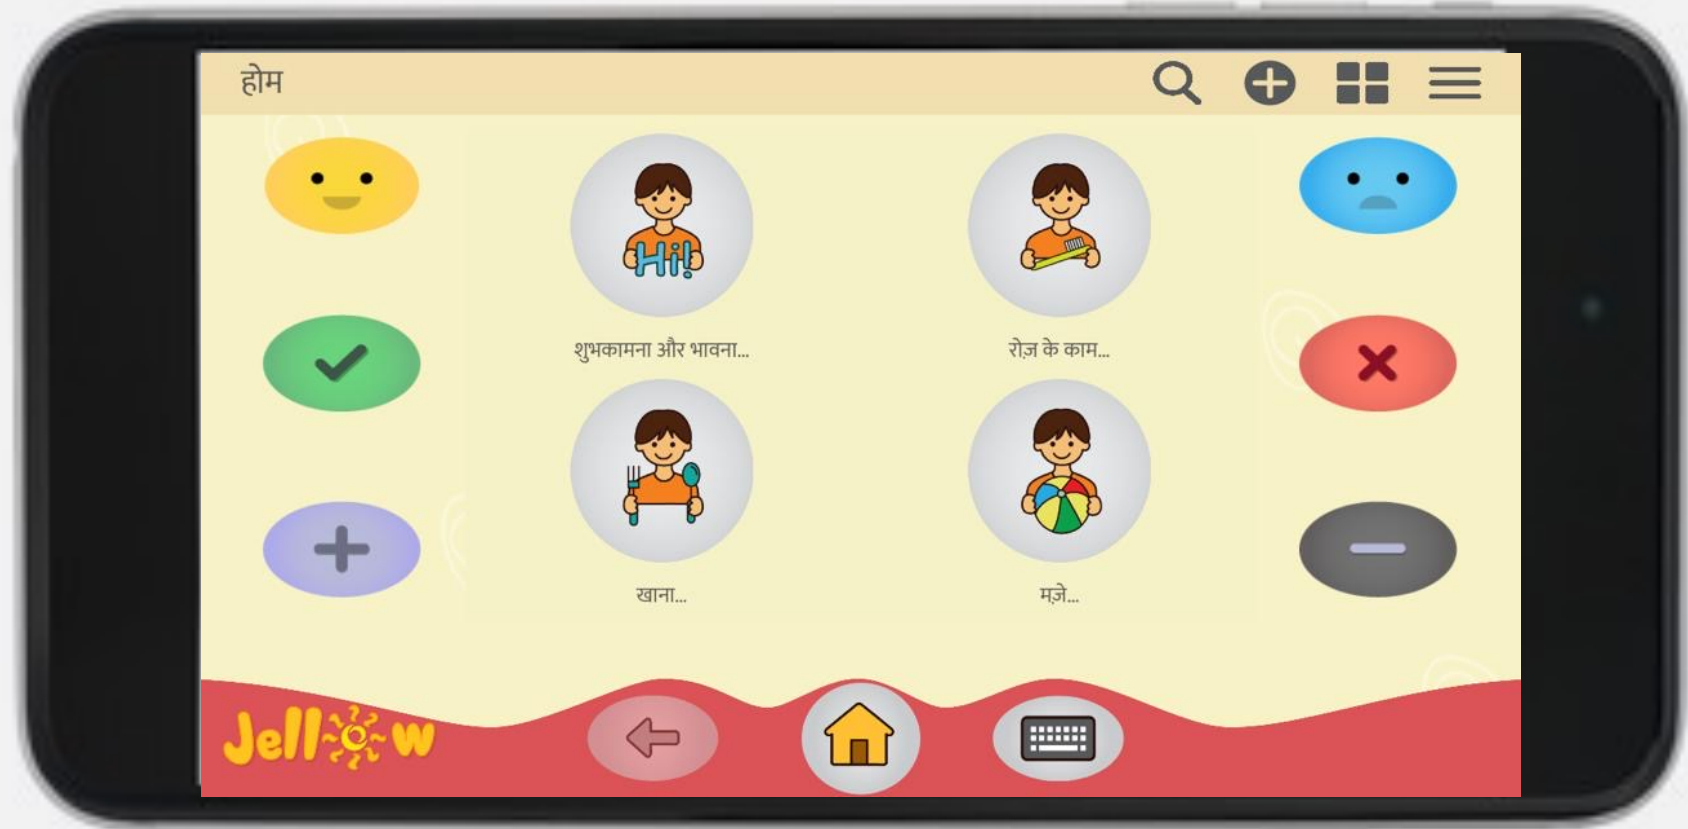 होम
Hi!
शुभकामना और भावना...
रोज़ के काम...
खाना...
मज़े...
Jellow